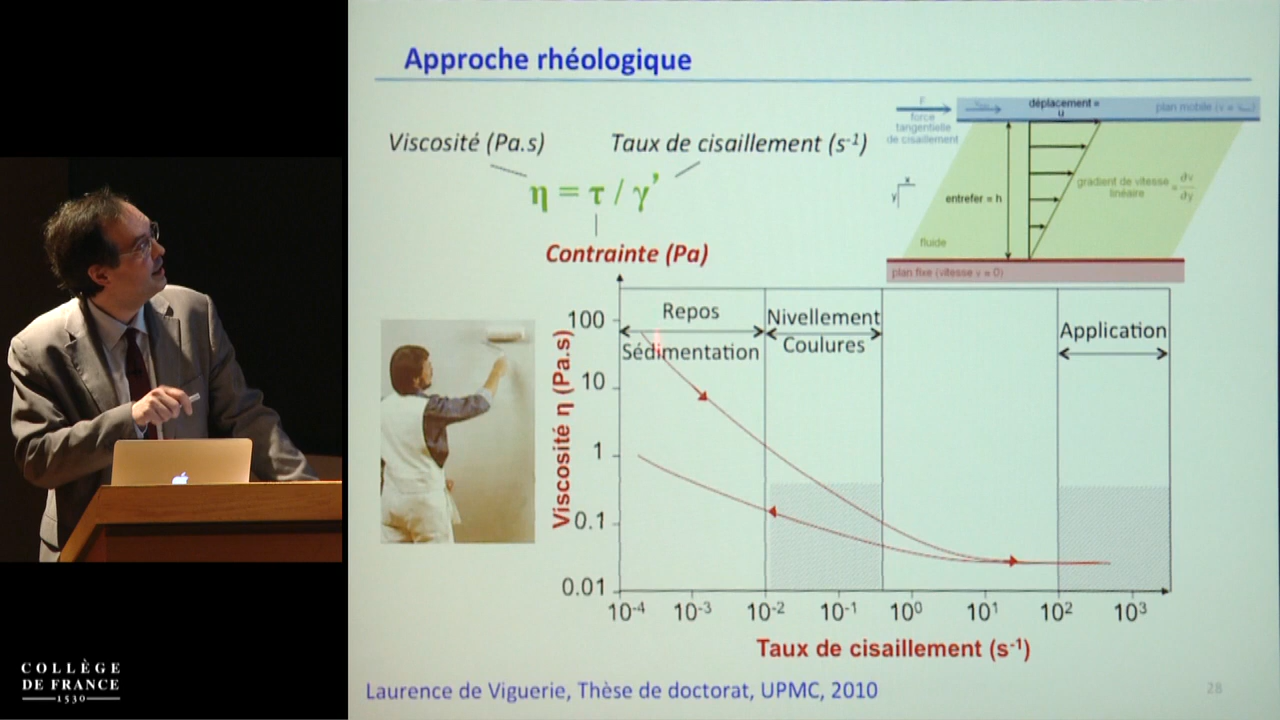 Approche rhéologique
Viscosité (Pa.s)
Taux de cisaillement (s-1)
η = τ / γ’
Contrainte (Pa)
F
force
tangentielle
de cisaillement
déplacement =
u
plan mobile (v =
x
y
entrefer = h
gradient de vitesse = ∂v
linéaire ∂y
fluide
plan fixe (vitesse v = 0)
Repos
Sédimentation
Nivellement
Coulures
Application
Viscosité η (Pa.s)
100
10
1
0.1
0.01
10-4 10-3 10-2 10-1 100 101 102 103
Taux de cisaillement (s-1)
Laurence de Viguerie, Thèse de doctorat, UPMC, 2010
28
COLLÈGE
DE FRANCE
1530